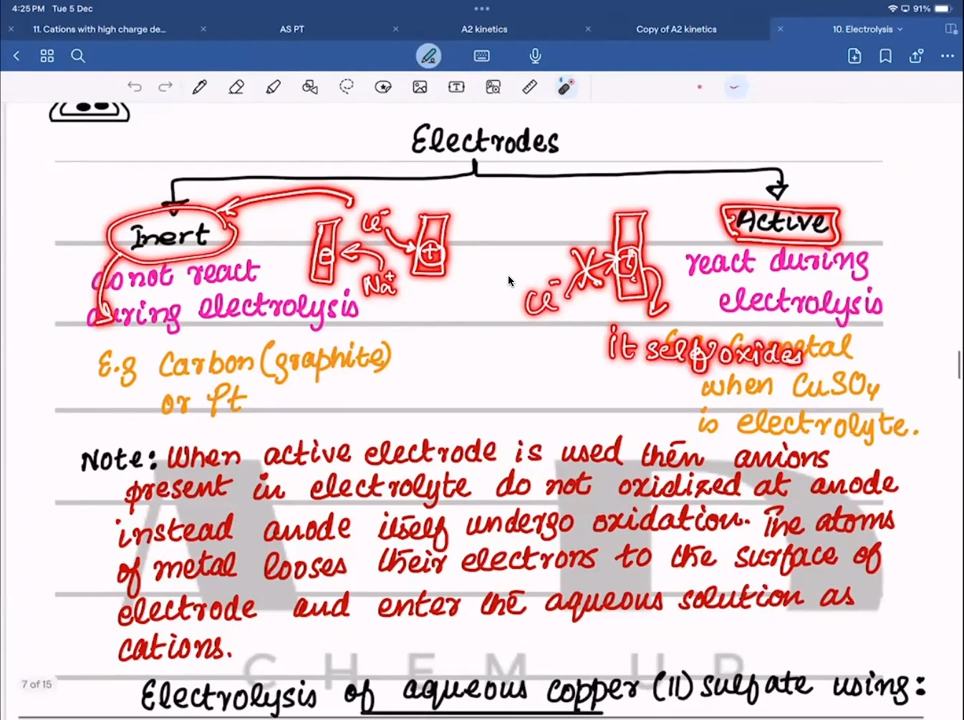 4:25 PM Tue 5 Dec
91%
11. Cations with high charge de...
AS PT
A2 kinetics
Copy of A2 kinetics
10. Electrolysis
Electrodes
Inert
Active
Cl⁻
+
−
Na⁺
+
Cl⁻
do not react
during electrolysis
react during
electrolysis
it self oxides
E.g Carbon (graphite)
or Pt
metal
when CuSO₄
is electrolyte.
Note: When active electrode is used then anions
present in electrolyte do not oxidized at anode
instead anode itself undergo oxidation. The atoms
of metal looses their electrons to the surface of
electrode and enter the aqueous solution as
cations.
CHEM UP
7 of 15
Electrolysis of aqueous copper (II) sulfate using: